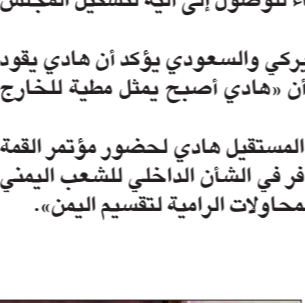 للوصول إلى آلية لتشكيل المجلس
يركي والسعودي يؤكد أن هادي يقود
أن «هادي أصبح يمثل مطية للخارج
المستقيل هادي لحضور مؤتمر القمة
فر في الشأن الداخلي للشعب اليمني
محاولات الرامية لتقسيم اليمن».